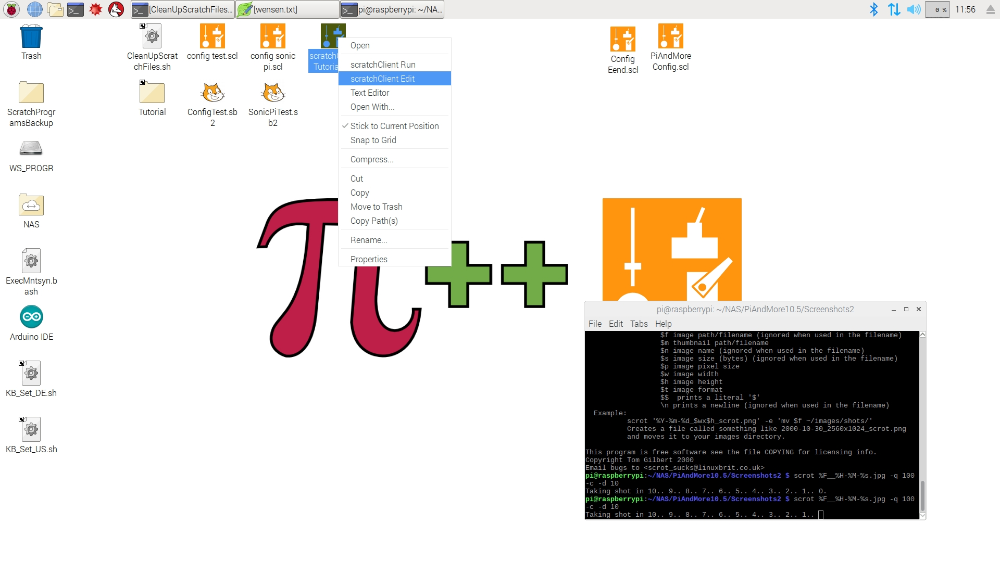 [CleanUpScratchFiles...
[wensen.txt]
pi@raspberrypi: ~/NA...
0 %
11:56
Trash
ScratchProgr
amsBackup
WS_PROGR
NAS
ExecMntsyn.b
ash
Arduino IDE
KB_Set_DE.sh
KB_Set_US.sh
CleanUpScrat
chFiles.sh
config test.scl
config sonic
pi.scl
Tutorial
ConfigTest.sb
2
SonicPiTest.s
b2
Config
Eend.scl
PiAndMore
Config.scl
Open
scratchClient Run
scratchClient Edit
Text Editor
Open With...
Stick to Current Position
Snap to Grid
Compress...
Cut
Copy
Move to Trash
Copy Path(s)
Rename...
Properties
π++
pi@raspberrypi: ~/NAS/PiAndMore10.5/Screenshots2
File Edit Tabs Help
$f image path/filename (ignored when used in the filename)
$m thumbnail path/filename
$n image name (ignored when used in the filename)
$s image size (bytes) (ignored when used in the filename)
$p image pixel size
$w image width
$h image height
$t image format
$$  prints a literal '$'
\n prints a newline (ignored when used in the filename)
Example:
scrot '%Y-%m-%d_$wx$h_scrot.png' -e 'mv $f ~/images/shots/'
Creates a file called something like 2000-10-30_2560x1024_scrot.png
and moves it to your images directory.
This program is free software see the file COPYING for licensing info.
Copyright Tom Gilbert 2000
Email bugs to <scrot_sucks@linuxbrit.co.uk>
pi@raspberrypi:~/NAS/PiAndMore10.5/Screenshots2 $ scrot %F__%H-%M-%s.jpg -q 100
-c -d 10
Taking shot in 10.. 9.. 8.. 7.. 6.. 5.. 4.. 3.. 2.. 1.. 0.
pi@raspberrypi:~/NAS/PiAndMore10.5/Screenshots2 $ scrot %F__%H-%M-%s.jpg -q 100
-c -d 10
Taking shot in 10.. 9.. 8.. 7.. 6.. 5.. 4.. 3.. 2.. 1..